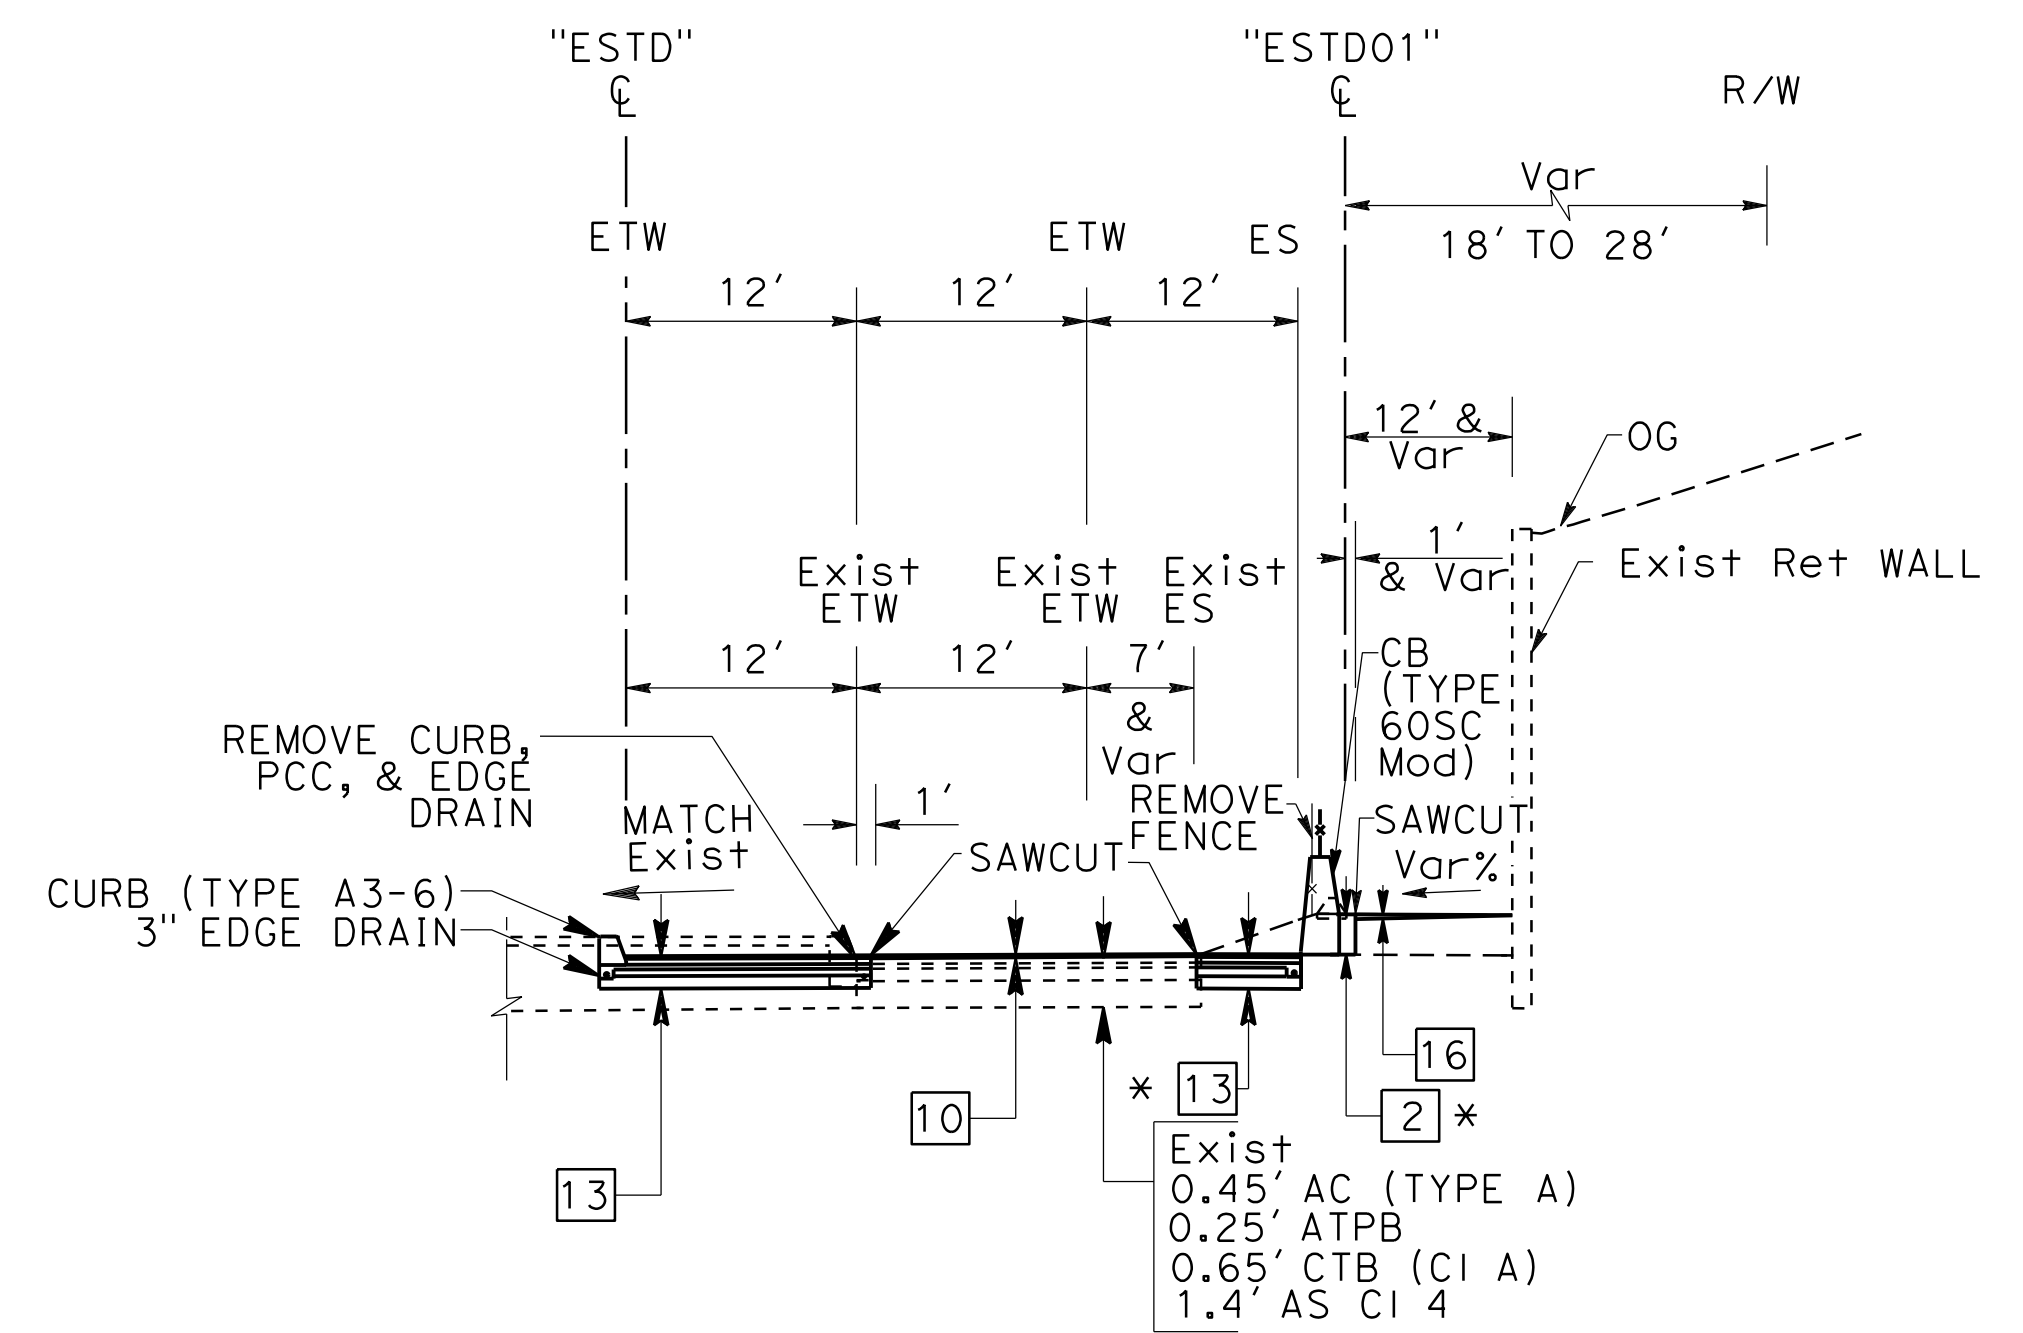 "ESTD"
℄
"ESTD01"
℄
R/W
Var
18' TO 28'
ETW
ETW
ES
12'
12'
12'
12' &
Var
OG
1'
& Var
Exist
ETW
Exist
ETW
Exist
ES
Exist Ret WALL
12'
12'
7'
&
Var
CB
(TYPE
60SC
Mod)
REMOVE CURB,
PCC, & EDGE
DRAIN
MATCH
Exist
1'
REMOVE
FENCE
SAWCUT
SAWCUT
Var%
CURB (TYPE A3-6)
3" EDGE DRAIN
16
* 13
2 *
10
13
Exist
0.45' AC (TYPE A)
0.25' ATPB
0.65' CTB (Cl A)
1.4' AS Cl 4